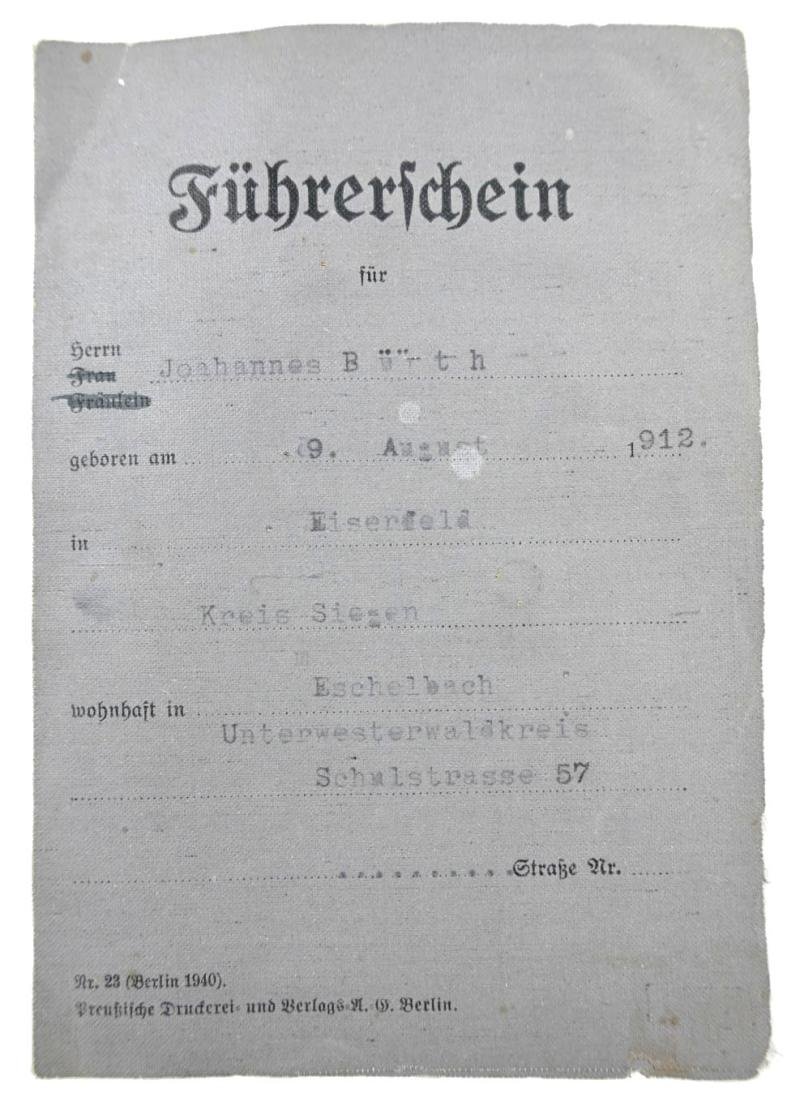 Führerschein
für
Herrn
Frau
Fräulein
Joahannes B ü r t h
geboren am 9. August 1912.
in Eiserfeld
Kreis Siegen
wohnhaft in Eschelbach
Unterwesterwaldkreis
Schulstrasse 57
Straße Nr.
Nr. 23 (Berlin 1940).
Preußische Druckerei- und Verlags-A. G. Berlin.